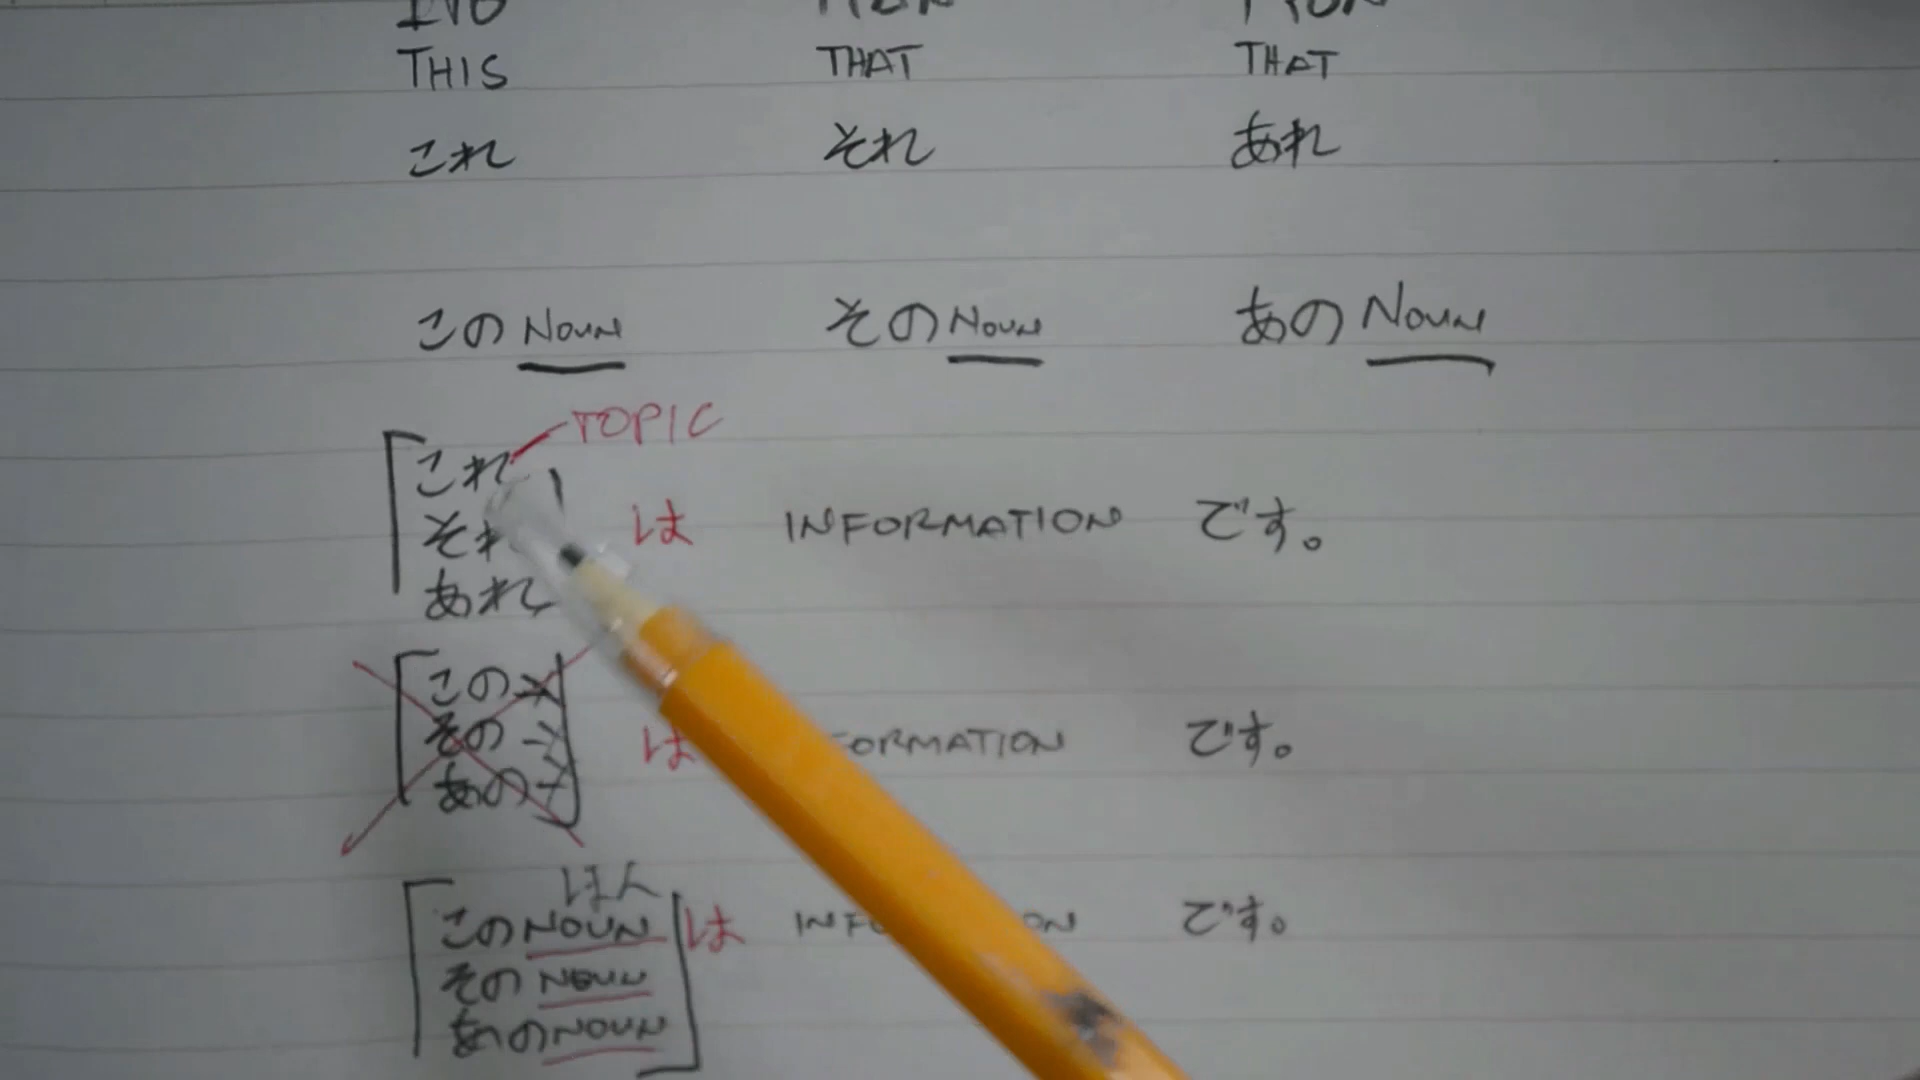 THIS THAT THAT
これ それ あれ
この NOUN その NOUN あの NOUN
TOPIC
これ
は INFORMATION です。
あれ
この
その は です。
あの
ほん
この NOUN は です。
その NOUN
あの NOUN